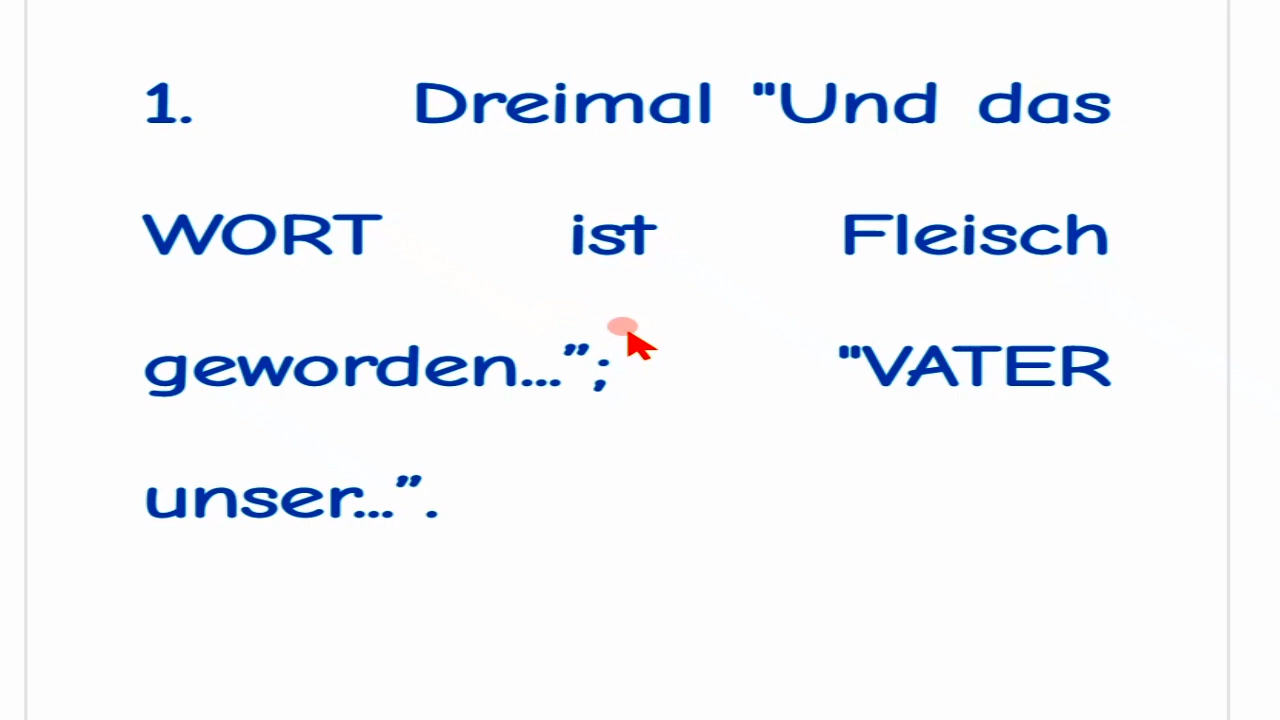 1. Dreimal "Und das
WORT ist Fleisch
geworden...”; "VATER
unser...”.